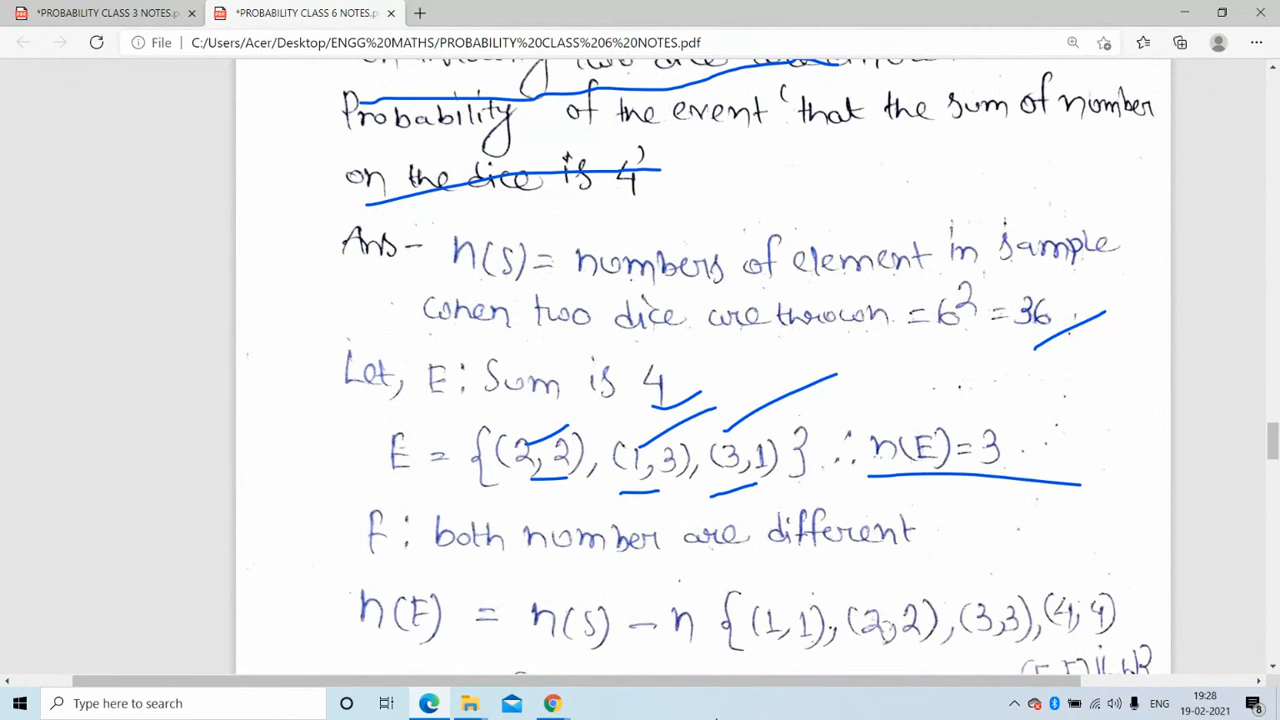 *PROBABILITY CLASS 3 NOTES.p
*PROBABILITY CLASS 6 NOTES.p
File C:/Users/Acer/Desktop/ENGG%20MATHS/PROBABILITY%20CLASS%206%20NOTES.pdf
two
Probability of the event 'that the sum of number
on the dice is 4'
Ans - n(S) = numbers of element in sample
when two dice are thrown = 6² = 36.
Let, E: Sum is 4
E = {(2,2), (1,3), (3,1)} ∴ n(E) = 3
F: both number are different
n(E) = n(S) - n {(1,1), (2,2), (3,3), (4,4)
Type here to search
ENG
19:28
19-02-2021
8